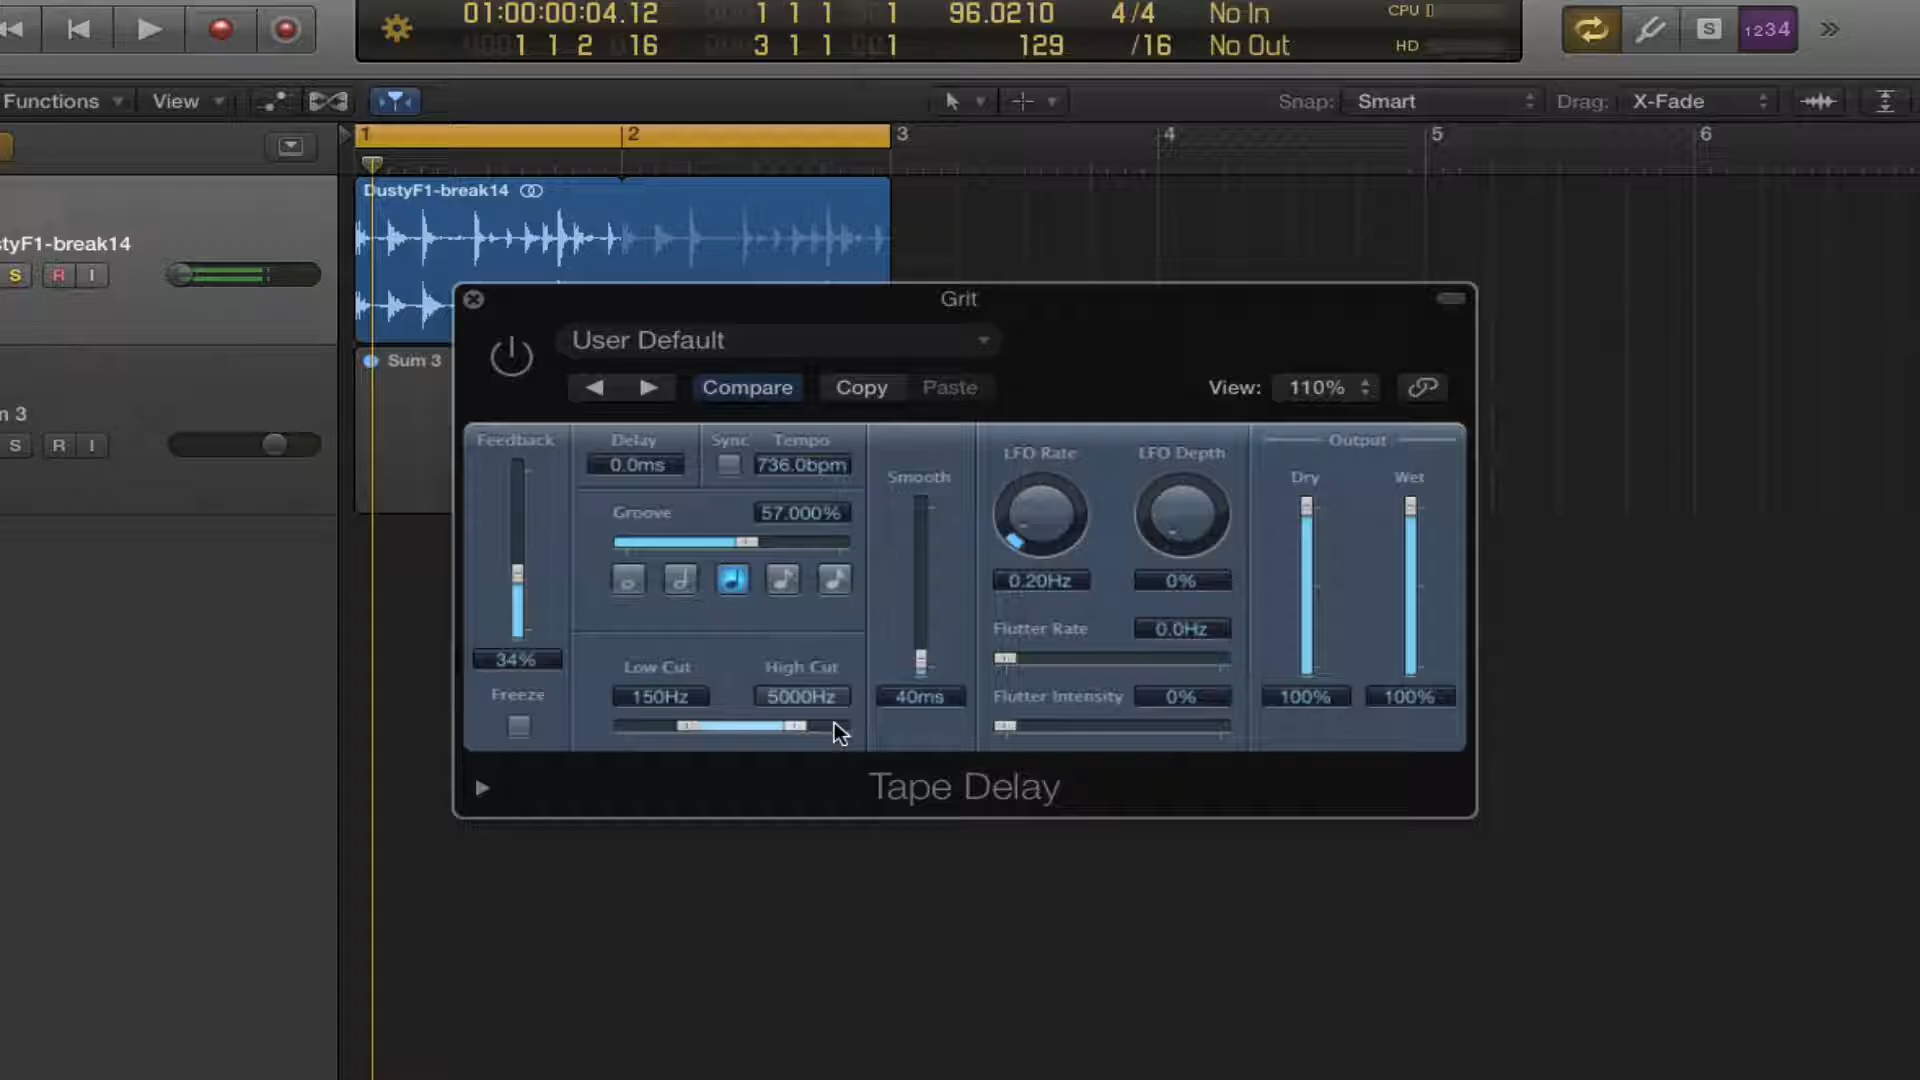 01:00:00:04.12 1 1 1 1 96.0210 4/4 No In CPU
1 1 2 16 3 1 1 1 129 /16 No Out HD
S 1234
Functions View Snap: Smart Drag: X-Fade
1 2 3 4 5 6
DustyF1-break14
styF1-break14
S R I
Sum 3
m 3
S R I
Grit
User Default
Compare Copy Paste View: 110%
Feedback Delay Sync Tempo Output
0.0ms 736.0bpm LFO Rate LFO Depth
Smooth Dry Wet
Groove 57.000%
0.20Hz 0%
Flutter Rate 0.0Hz
34% Low Cut High Cut
Freeze 150Hz 5000Hz 40ms Flutter Intensity 0% 100% 100%
Tape Delay